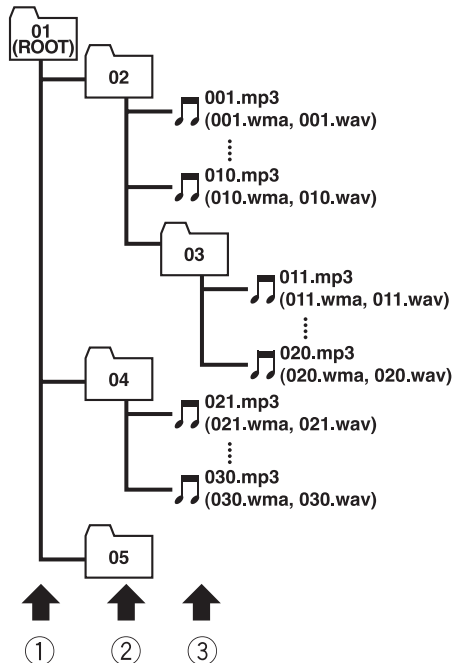 01
(ROOT)
02
001.mp3
(001.wma, 001.wav)
010.mp3
(010.wma, 010.wav)
03
011.mp3
(011.wma, 011.wav)
020.mp3
(020.wma, 020.wav)
04
021.mp3
(021.wma, 021.wav)
030.mp3
(030.wma, 030.wav)
05
① ② ③